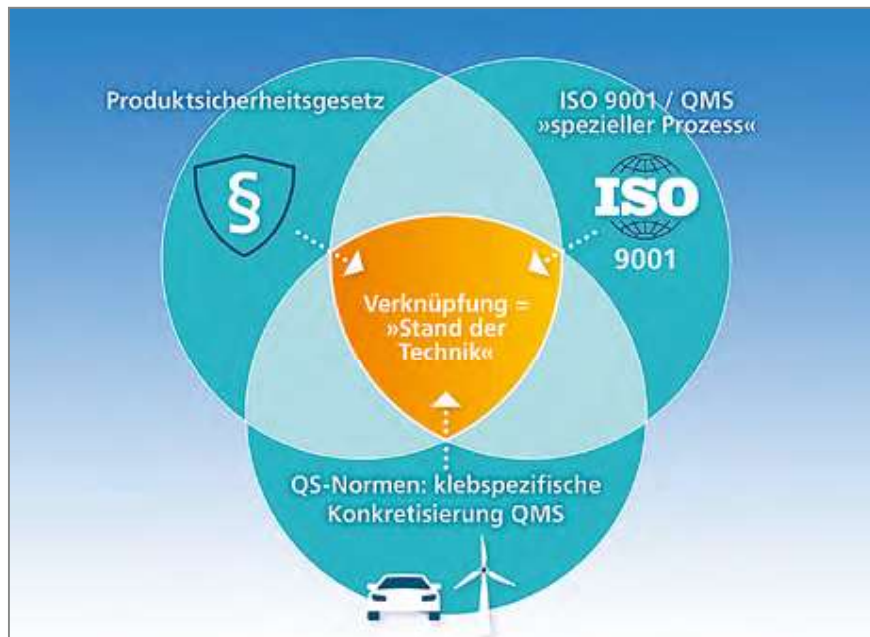 Produktsicherheitsgesetz
ISO 9001 / QMS
»spezieller Prozess«
§
ISO
9001
Verknüpfung =
»Stand der
Technik«
QS-Normen: klebspezifische
Konkretisierung QMS